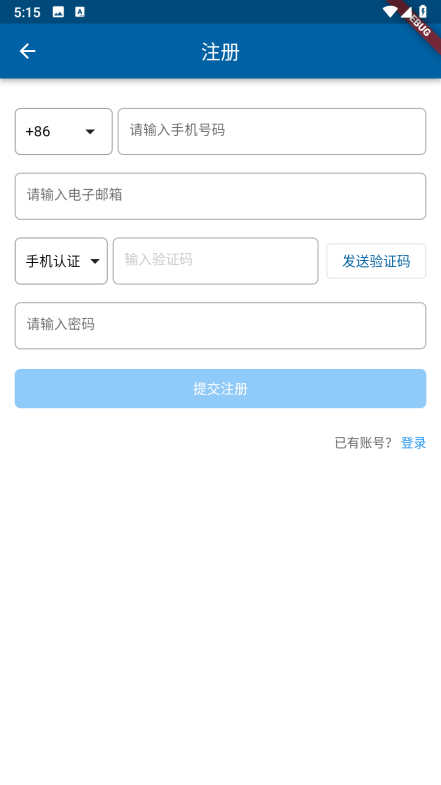 5:15
DEBUG
注册
+86 请输入手机号码
请输入电子邮箱
手机认证 输入验证码 发送验证码
请输入密码
提交注册
已有账号? 登录